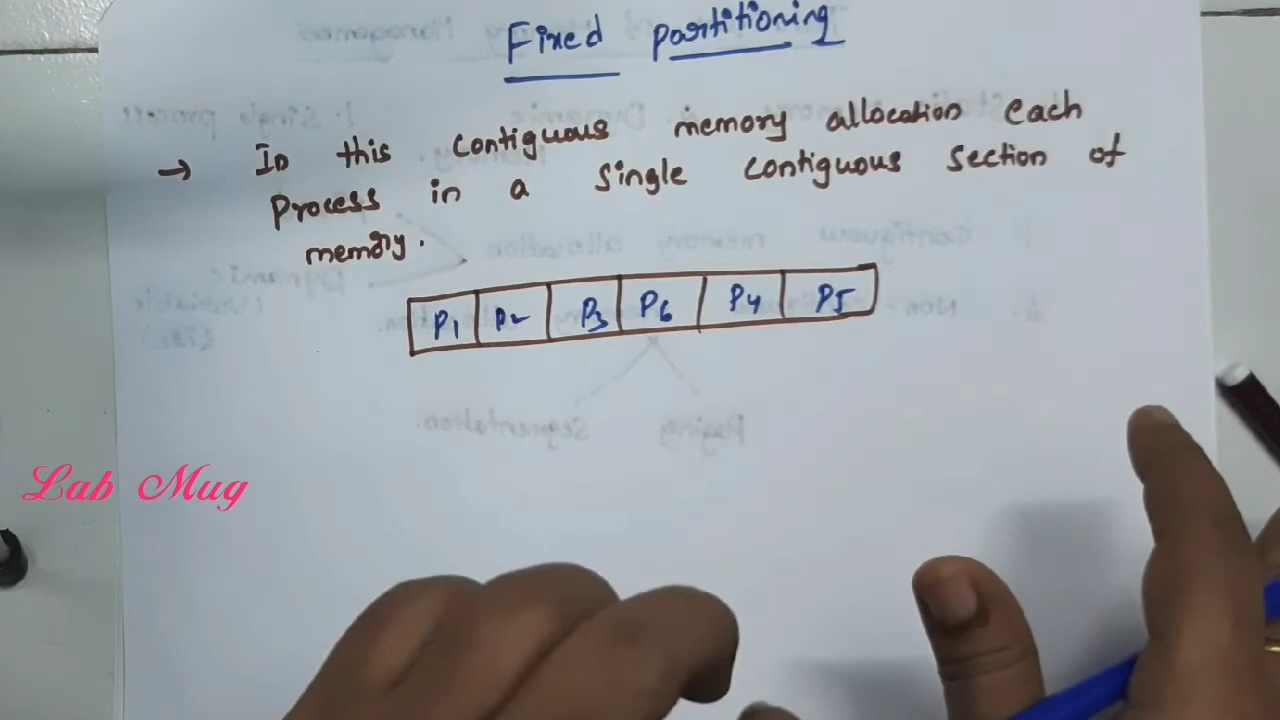 Fixed Partitioning
→ In this contiguous memory allocation each
Process in a single contiguous section of
memory.
P1 P2 P3 P6 P4 P5
Lab Mug